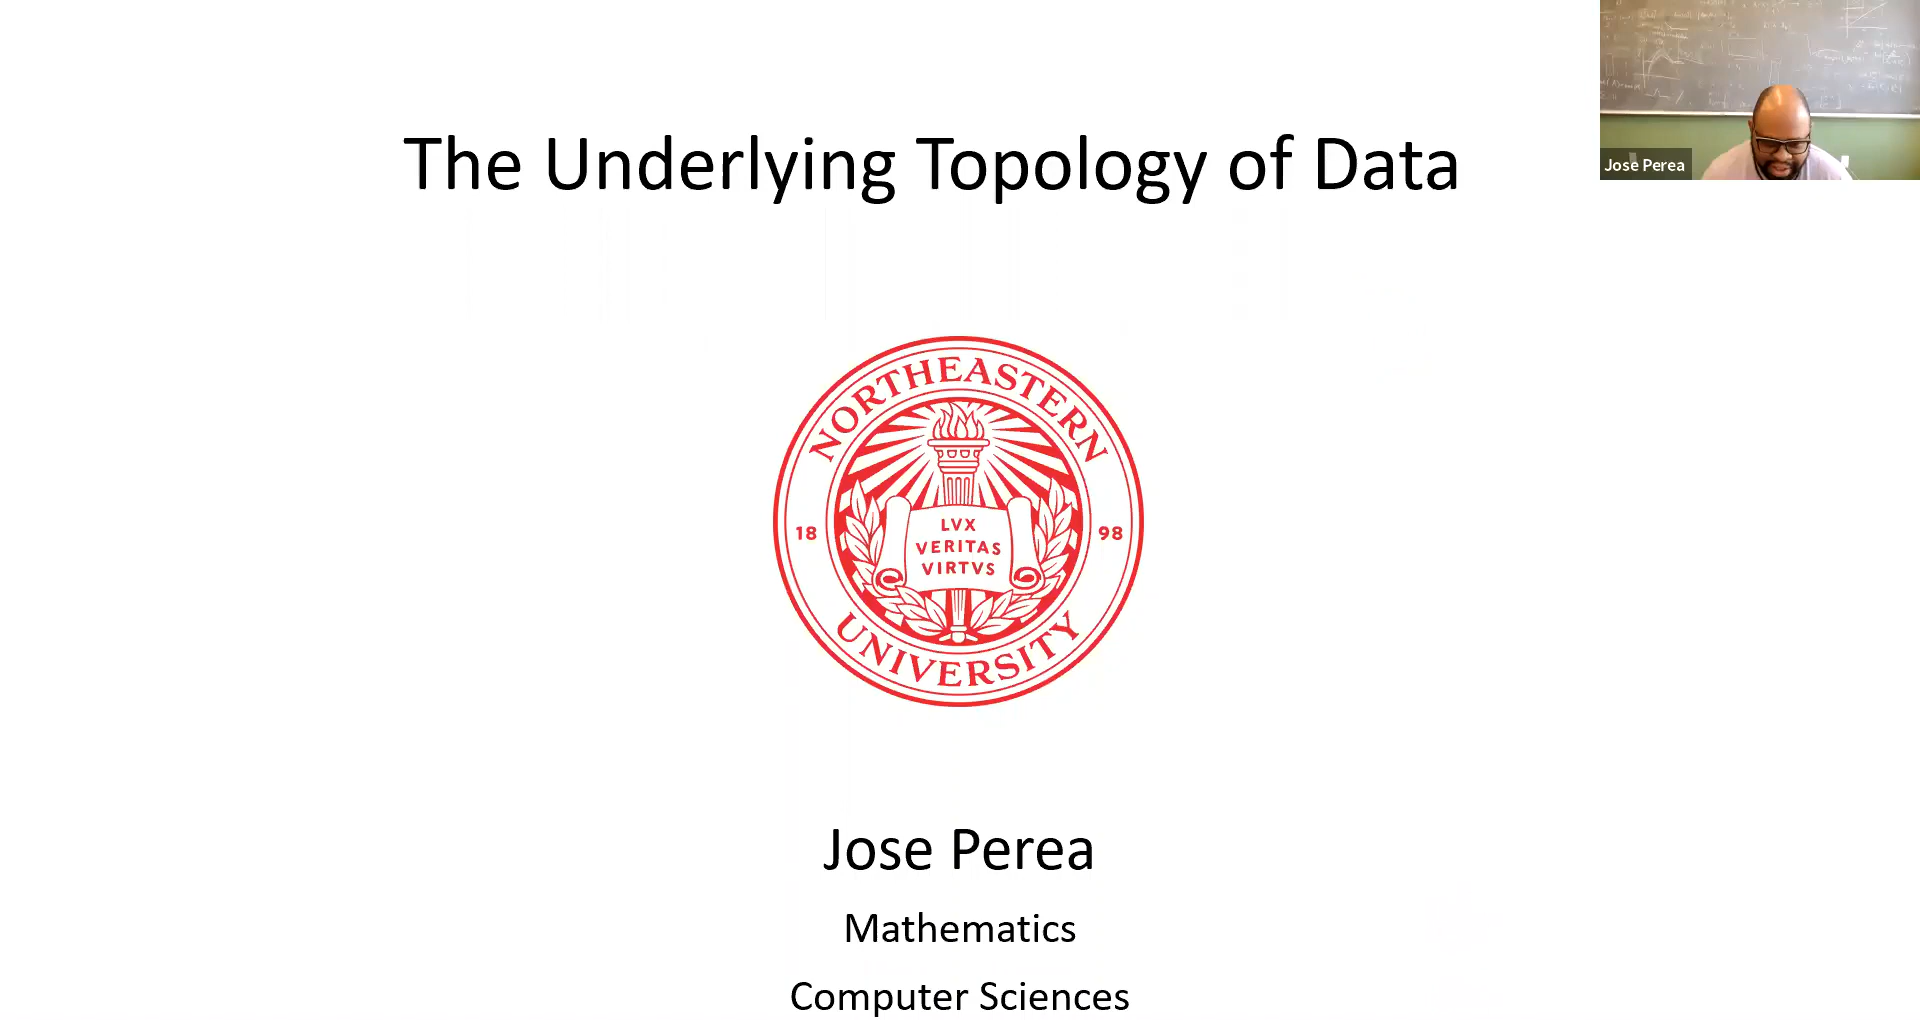 The Underlying Topology of Data
Jose Perea
NORTHEASTERN
18 98
LVX
VERITAS
VIRTVS
UNIVERSITY
Jose Perea
Mathematics
Computer Sciences